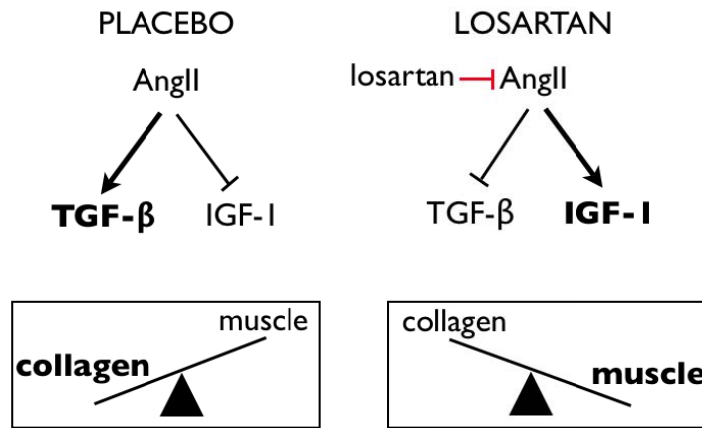 PLACEBO
LOSARTAN
AngII
losartan AngII
TGF-β IGF-I
TGF-β IGF-I
muscle
collagen
collagen
muscle